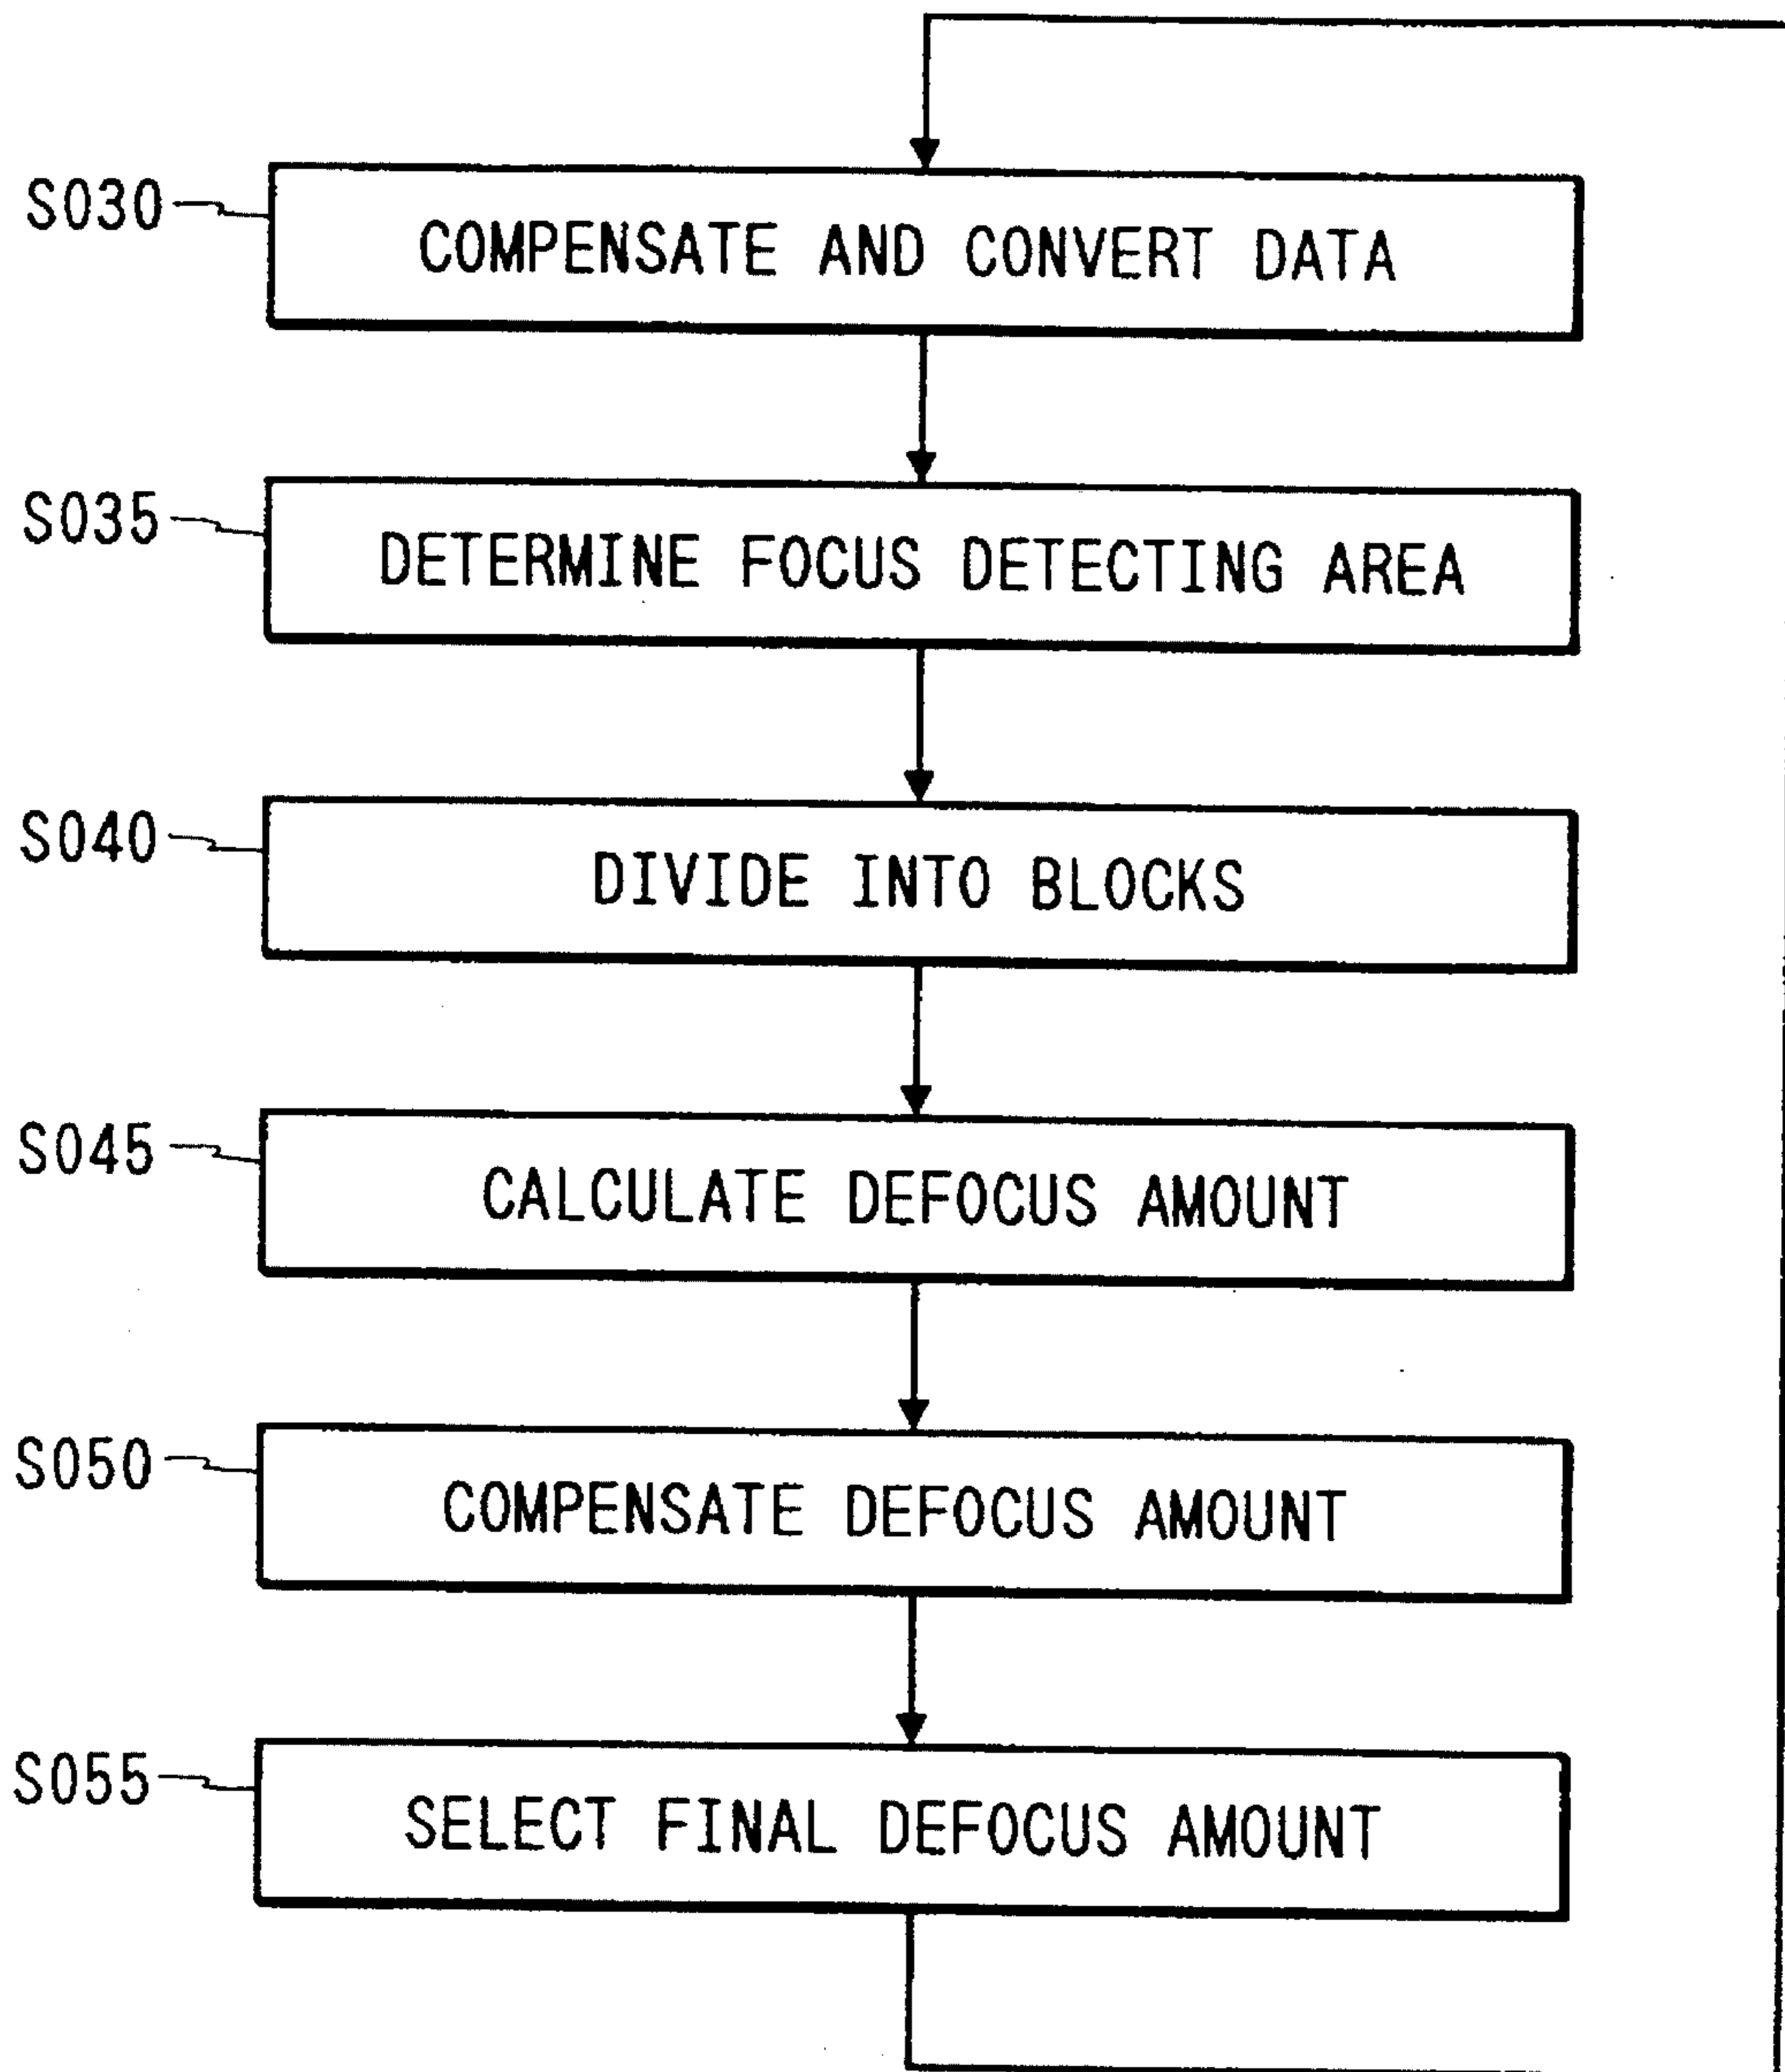 S030 COMPENSATE AND CONVERT DATA
S035 DETERMINE FOCUS DETECTING AREA
S040 DIVIDE INTO BLOCKS
S045 CALCULATE DEFOCUS AMOUNT
S050 COMPENSATE DEFOCUS AMOUNT
S055 SELECT FINAL DEFOCUS AMOUNT